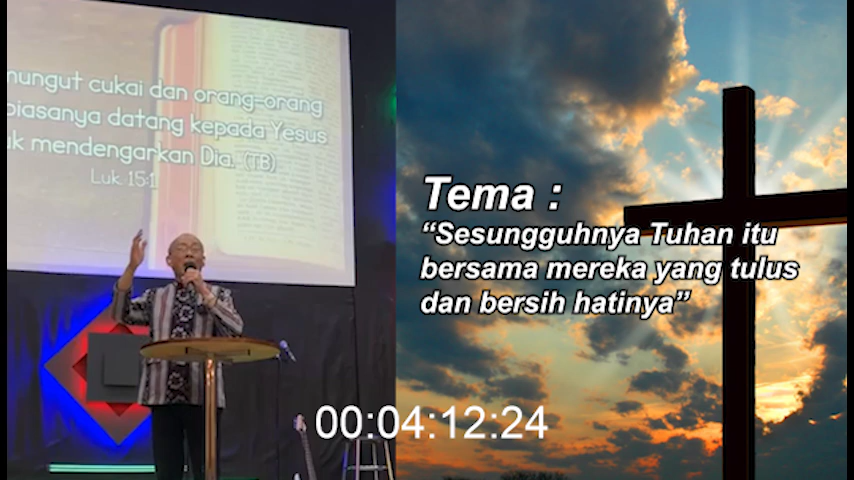 mungut cukai dan orang-orang
biasanya datang kepada Yesus
uk mendengarkan Dia. (TB)
Luk. 15:1
Tema :
“Sesungguhnya Tuhan itu
bersama mereka yang tulus
dan bersih hatinya”
00:04:12:24